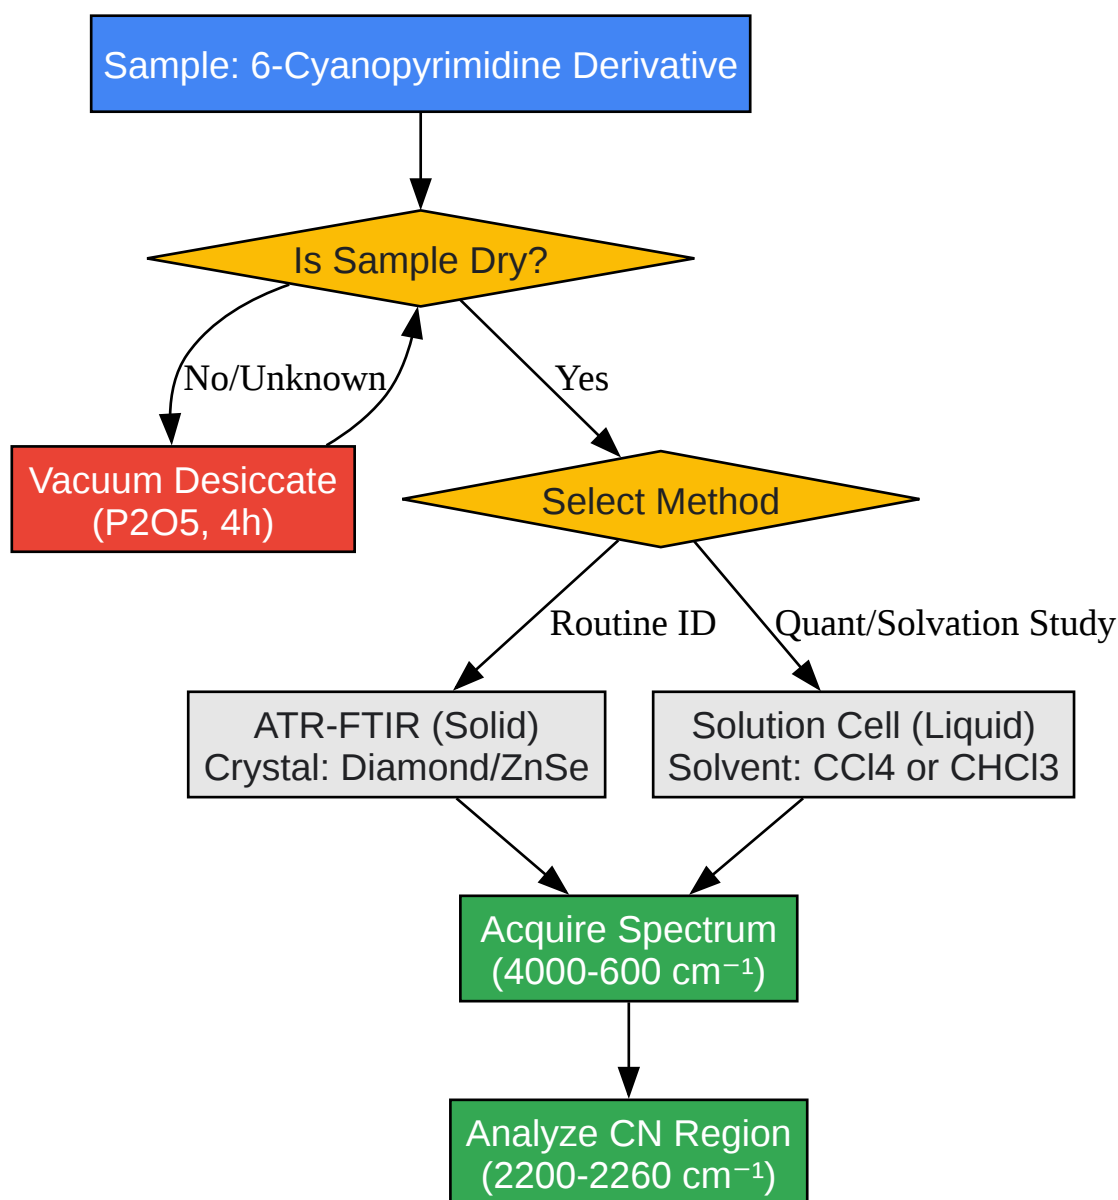 Sample: 6-Cyanopyrimidine Derivative
Is Sample Dry?
No/Unknown
Yes
Vacuum Desiccate
(P2O5, 4h)
Select Method
Routine ID
Quant/Solvation Study
ATR-FTIR (Solid)
Crystal: Diamond/ZnSe
Solution Cell (Liquid)
Solvent: CCl4 or CHCl3
Acquire Spectrum
(4000-600 cm⁻¹)
Analyze CN Region
(2200-2260 cm⁻¹)